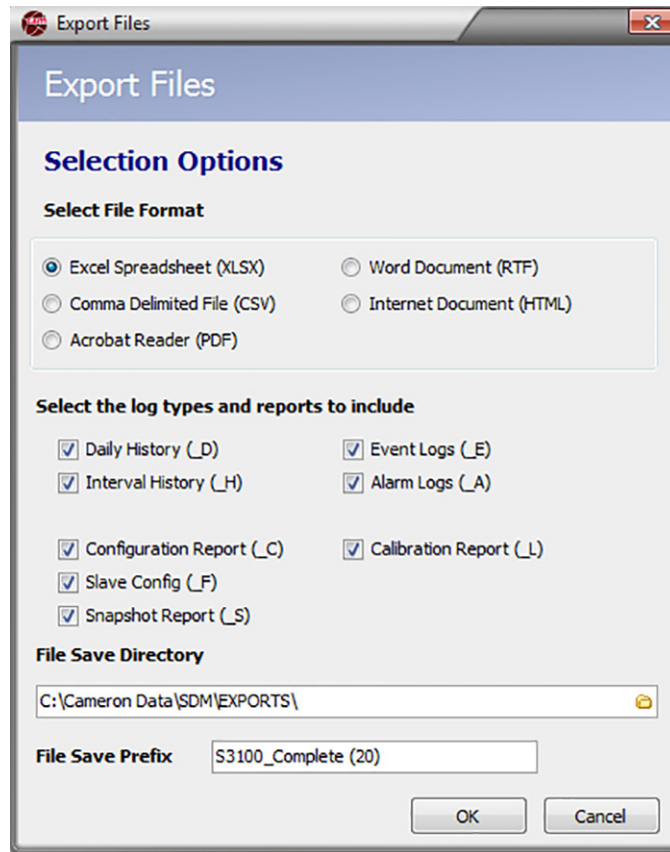 Export Files
Export Files
Selection Options
Select File Format
Excel Spreadsheet (XLSX)
Word Document (RTF)
Comma Delimited File (CSV)
Internet Document (HTML)
Acrobat Reader (PDF)
Select the log types and reports to include
Daily History (_D)
Event Logs (_E)
Interval History (_H)
Alarm Logs (_A)
Configuration Report (_C)
Calibration Report (_L)
Slave Config (_F)
Snapshot Report (_S)
File Save Directory
C:\Cameron Data\SDM\EXPORTS\
File Save Prefix
S3100_Complete (20)
OK
Cancel